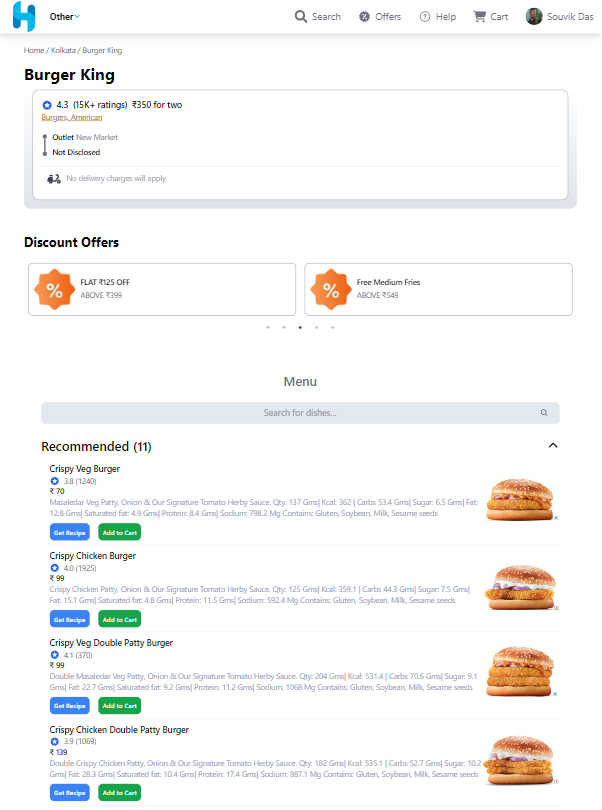 Other
Search
Offers
Help
Cart
Souvik Das
Home / Kolkata / Burger King
Burger King
4.3 (15K+ ratings) ₹350 for two
Burgers, American
Outlet New Market
Not Disclosed
No delivery charges will apply
Discount Offers
%
FLAT ₹125 OFF
ABOVE ₹399
%
Free Medium Fries
ABOVE ₹549
Menu
Search for dishes...
Recommended (11)
Crispy Veg Burger
3.8 (1240)
₹ 70
Masaledar Veg Patty, Onion & Our Signature Tomato Herby Sauce. Qty: 137 Gms| Kcal: 362 | Carbs 53.4 Gms| Sugar: 6.5 Gms| Fat:
12.8 Gms| Saturated fat: 4.9 Gms| Protein: 8.4 Gms| Sodium: 798.2 Mg Contains: Gluten, Soybean, Milk, Sesame seeds
Get Recipe
Add to Cart
Crispy Chicken Burger
4.0 (1925)
₹ 99
Crispy Chicken Patty, Onion & Our Signature Tomato Herby Sauce. Qty: 125 Gms| Kcal: 359.1 | Carbs 44.3 Gms| Sugar: 7.5 Gms|
Fat: 15.1 Gms| Saturated fat: 4.8 Gms| Protein: 11.5 Gms| Sodium: 592.4 Mg Contains: Gluten, Soybean, Milk, Sesame seeds
Get Recipe
Add to Cart
Crispy Veg Double Patty Burger
4.1 (370)
₹ 99
Double Masaledar Veg Patty, Onion & Our Signature Tomato Herby Sauce. Qty: 204 Gms| Kcal: 531.4 | Carbs 70.6 Gms| Sugar: 9.1
Gms| Fat: 22.7 Gms| Saturated fat: 9.2 Gms| Protein: 11.2 Gms| Sodium: 1068 Mg Contains: Gluten, Soybean, Milk, Sesame seeds
Get Recipe
Add to Cart
Crispy Chicken Double Patty Burger
3.9 (1069)
₹ 139
Double Crispy Chicken Patty, Onion & Our Signature Tomato Herby Sauce. Qty: 182 Gms| Kcal: 535.1 | Carbs 52.7 Gms| Sugar: 10.2
Gms| Fat: 28.3 Gms| Saturated fat: 10.4 Gms| Protein: 17.4 Gms| Sodium: 887.1 Mg Contains: Gluten, Soybean, Milk, Sesame seeds
Get Recipe
Add to Cart